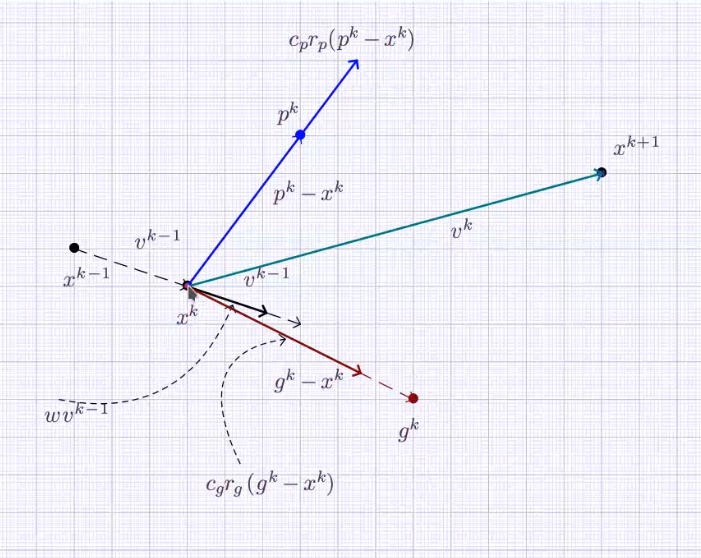 c_p r_p (p^k − x^k)
p^k
x^{k+1}
p^k − x^k
v^k
v^{k−1}
x^{k−1}
v^{k−1}
x^k
g^k − x^k
wv^{k−1}
g^k
c_g r_g (g^k − x^k)